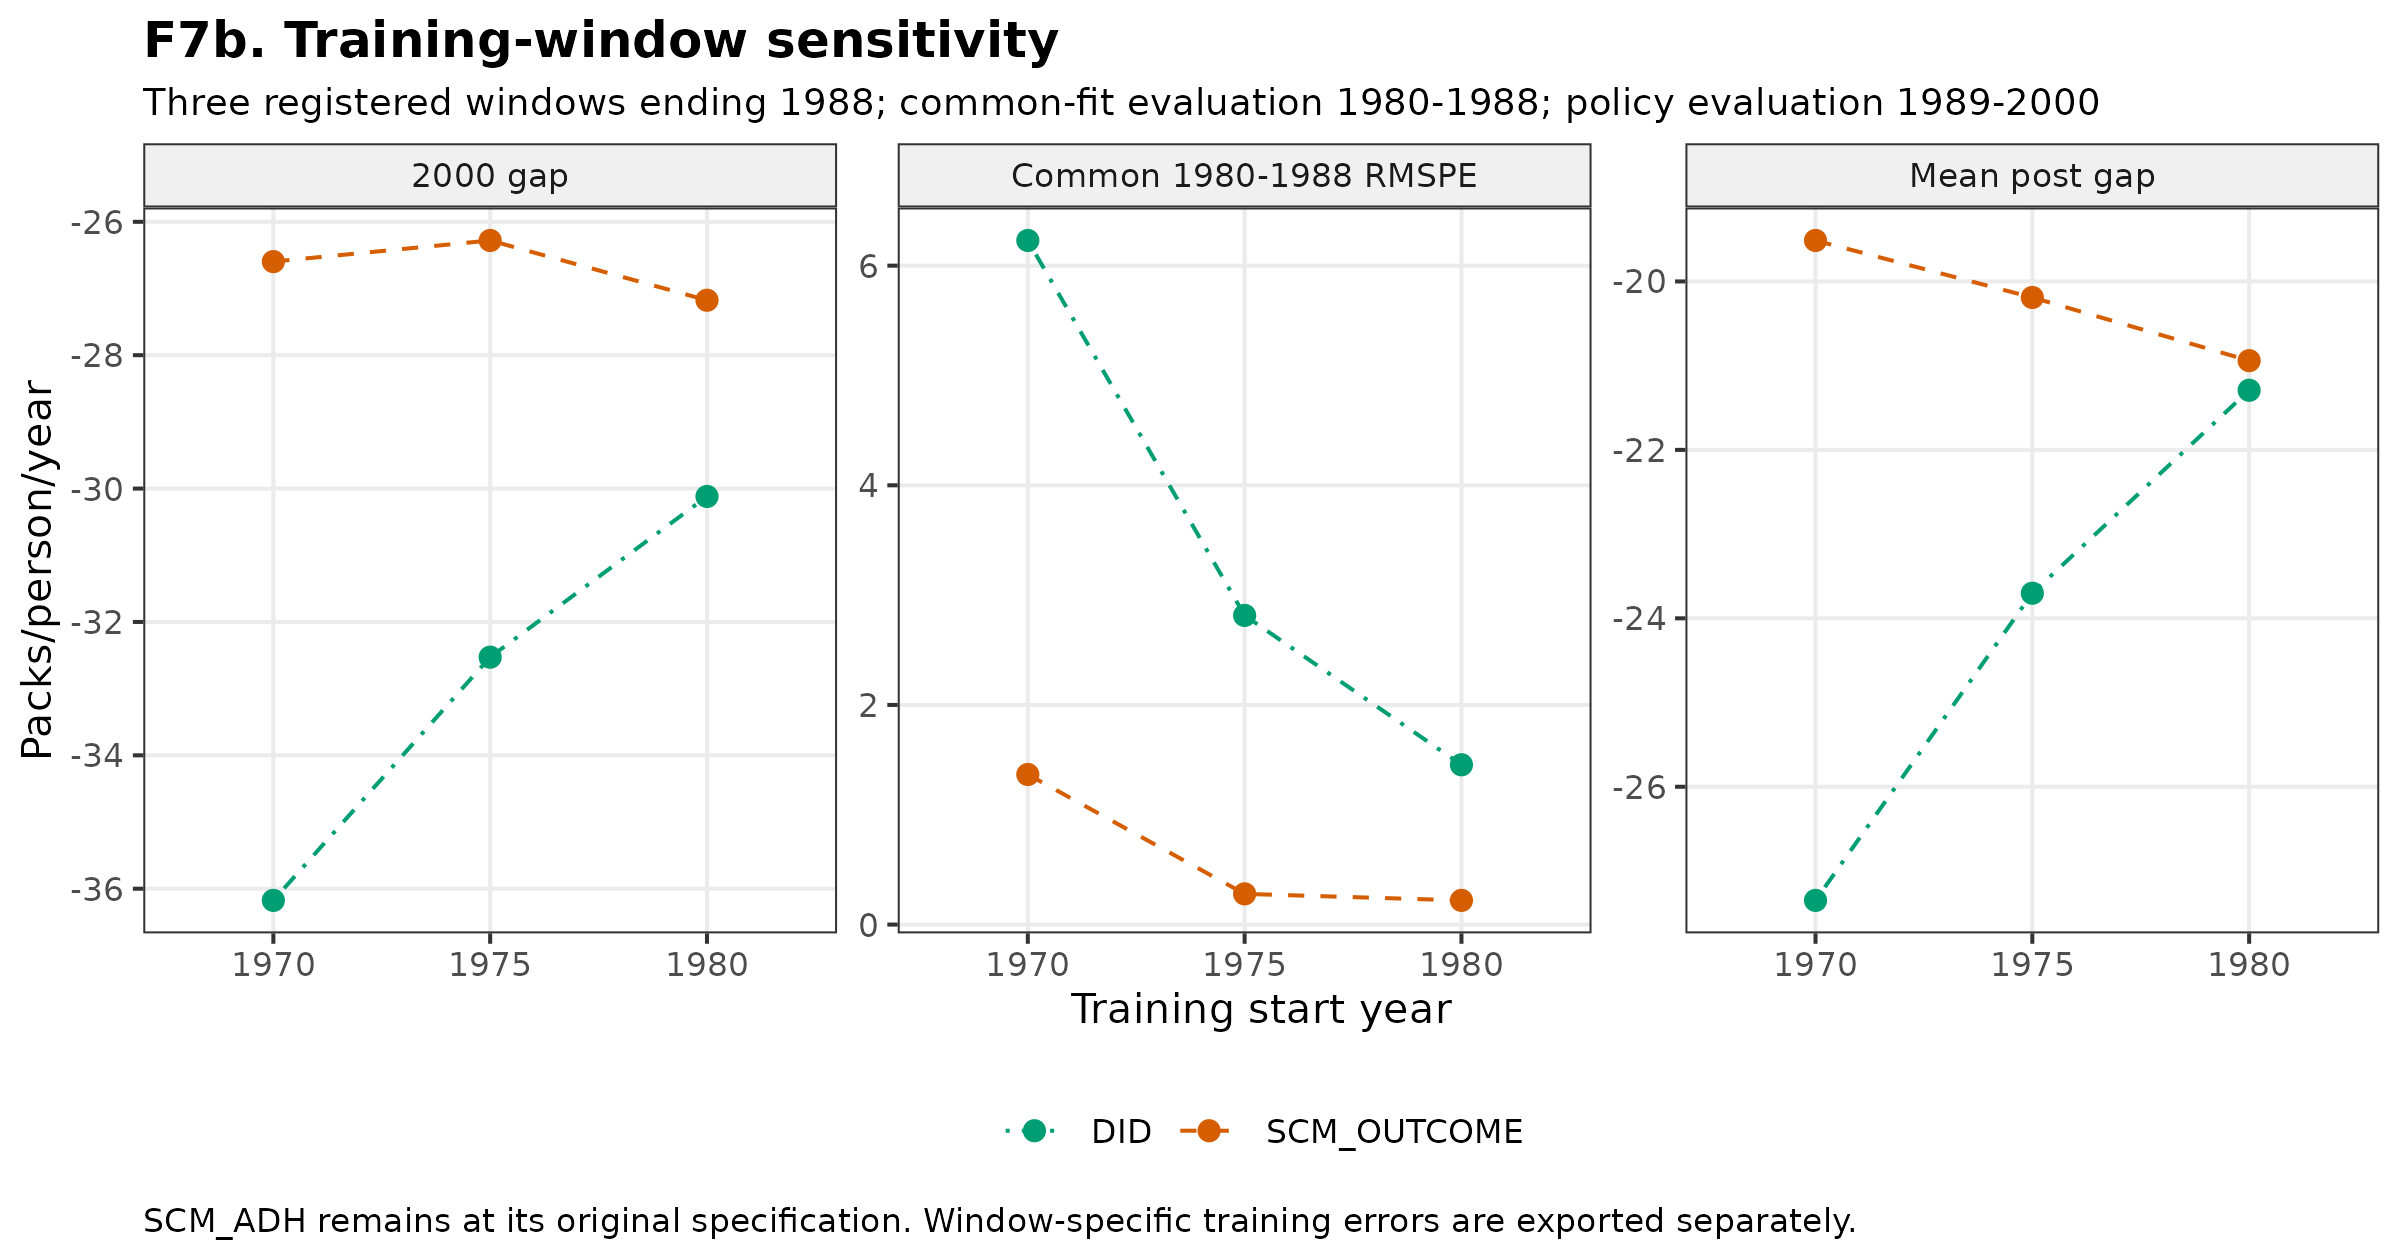 F7b. Training-window sensitivity
Three registered windows ending 1988; common-fit evaluation 1980-1988; policy evaluation 1989-2000
2000 gap
Common 1980-1988 RMSPE
Mean post gap
Packs/person/year
-26
-28
-30
-32
-34
-36
6
4
2
0
-20
-22
-24
-26
1970 1975 1980
1970 1975 1980
1970 1975 1980
Training start year
DID
SCM_OUTCOME
SCM_ADH remains at its original specification. Window-specific training errors are exported separately.